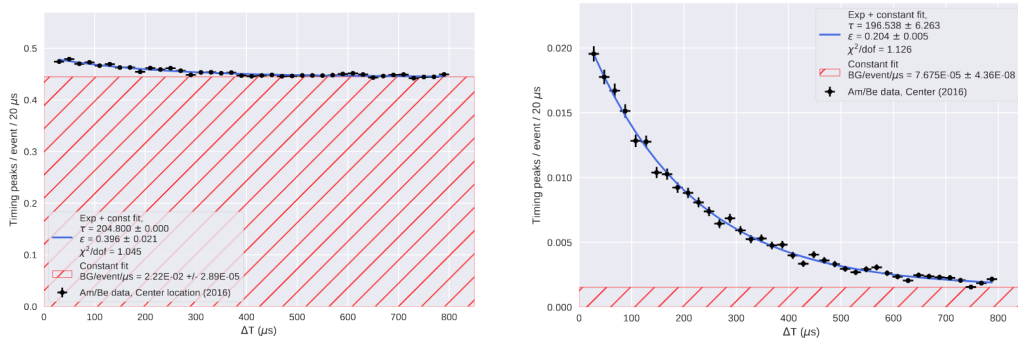 0.5
0.4
0.3
0.2
0.1
0.0
Timing peaks / event / 20 μs
0 100 200 300 400 500 600 700 800
ΔT (μs)
Exp + const fit,
τ = 204.800 ± 0.000
ε = 0.396 ± 0.021
χ²/dof = 1.045
Constant fit
BG/event/μs = 2.22E-02 +/- 2.89E-05
Am/Be data, Center location (2016)
0.020
0.015
0.010
0.005
0.000
Timing peaks / event / 20 μs
0 100 200 300 400 500 600 700 800
ΔT (μs)
Exp + constant fit,
τ = 196.538 ± 6.263
ε = 0.204 ± 0.005
χ²/dof = 1.126
Constant fit
BG/event/μs = 7.675E-05 ± 4.36E-08
Am/Be data, Center (2016)